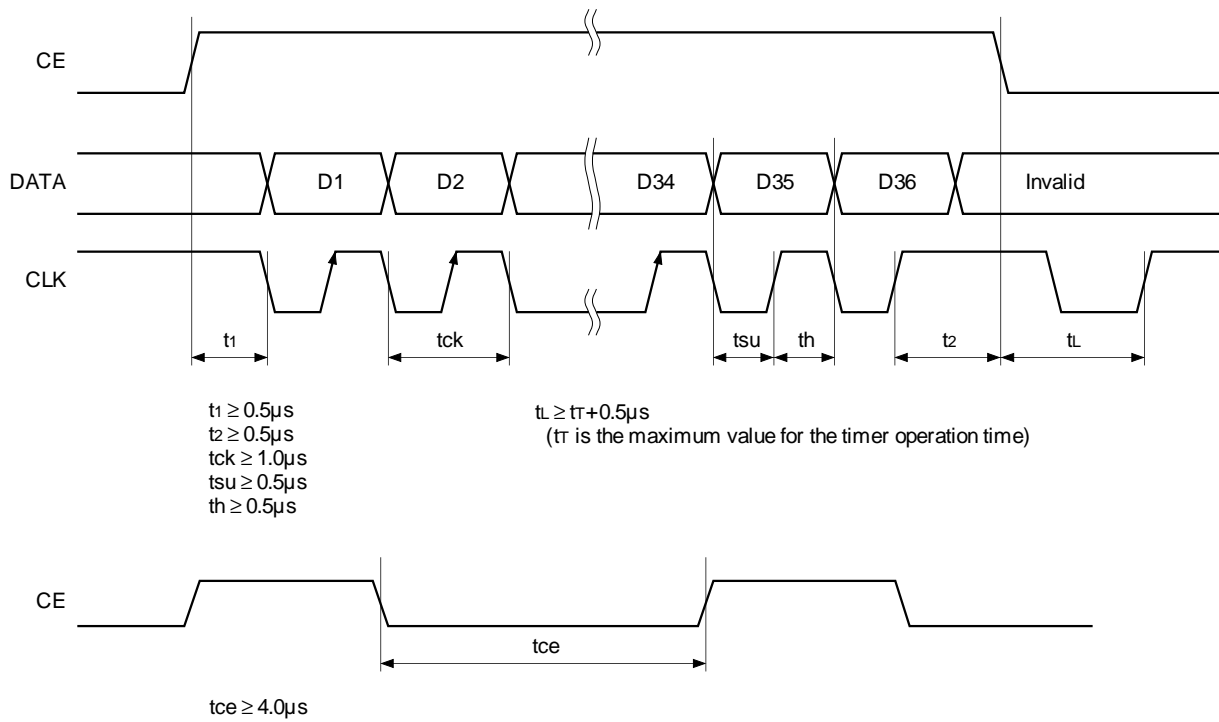 CE
DATA D1 D2 D34 D35 D36 Invalid
CLK
t1 tck tsu th t2 tL
t1 ≥ 0.5µs
t2 ≥ 0.5µs
tck ≥ 1.0µs
tsu ≥ 0.5µs
th ≥ 0.5µs
tL ≥ tT+0.5µs
(tT is the maximum value for the timer operation time)
CE
tce
tce ≥ 4.0µs